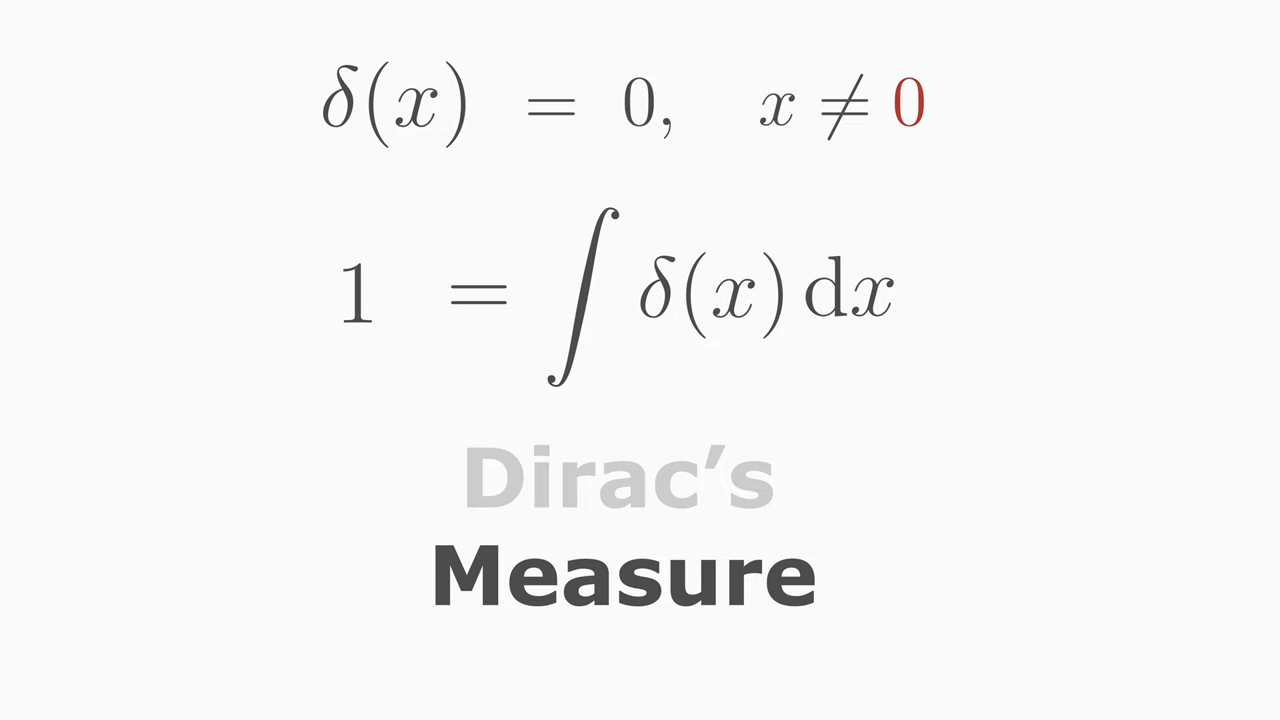 δ(x) = 0, x ≠ 0
1 = ∫ δ(x) dx
Dirac’s
Measure